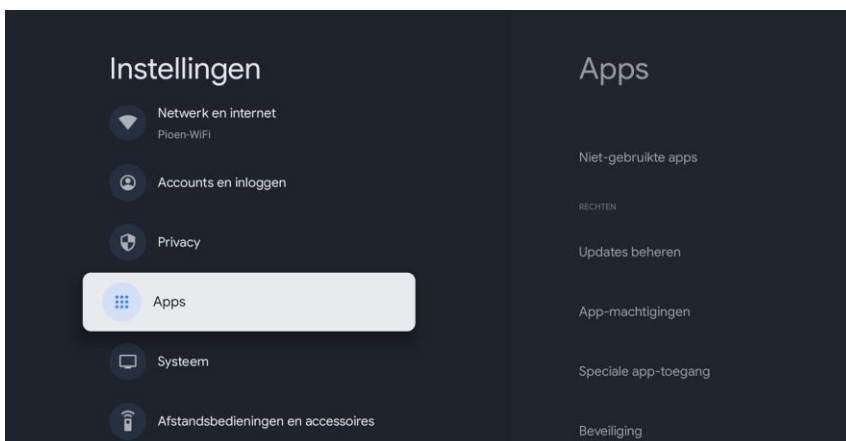 Instellingen
Netwerk en internet
Pioen-WiFi
Accounts en inloggen
Privacy
Apps
Systeem
Afstandsbedieningen en accessoires
Apps
Niet-gebruikte apps
RECHTEN
Updates beheren
App-machtigingen
Speciale app-toegang
Beveiliging